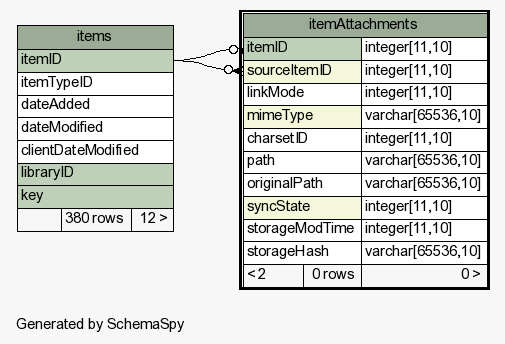 items
itemID
itemTypeID
dateAdded
dateModified
clientDateModified
libraryID
key
380 rows 12 >
itemAttachments
itemID integer[11,10]
sourceItemID integer[11,10]
linkMode integer[11,10]
mimeType varchar[65536,10]
charsetID integer[11,10]
path varchar[65536,10]
originalPath varchar[65536,10]
syncState integer[11,10]
storageModTime integer[11,10]
storageHash varchar[65536,10]
< 2 0 rows 0 >
Generated by SchemaSpy